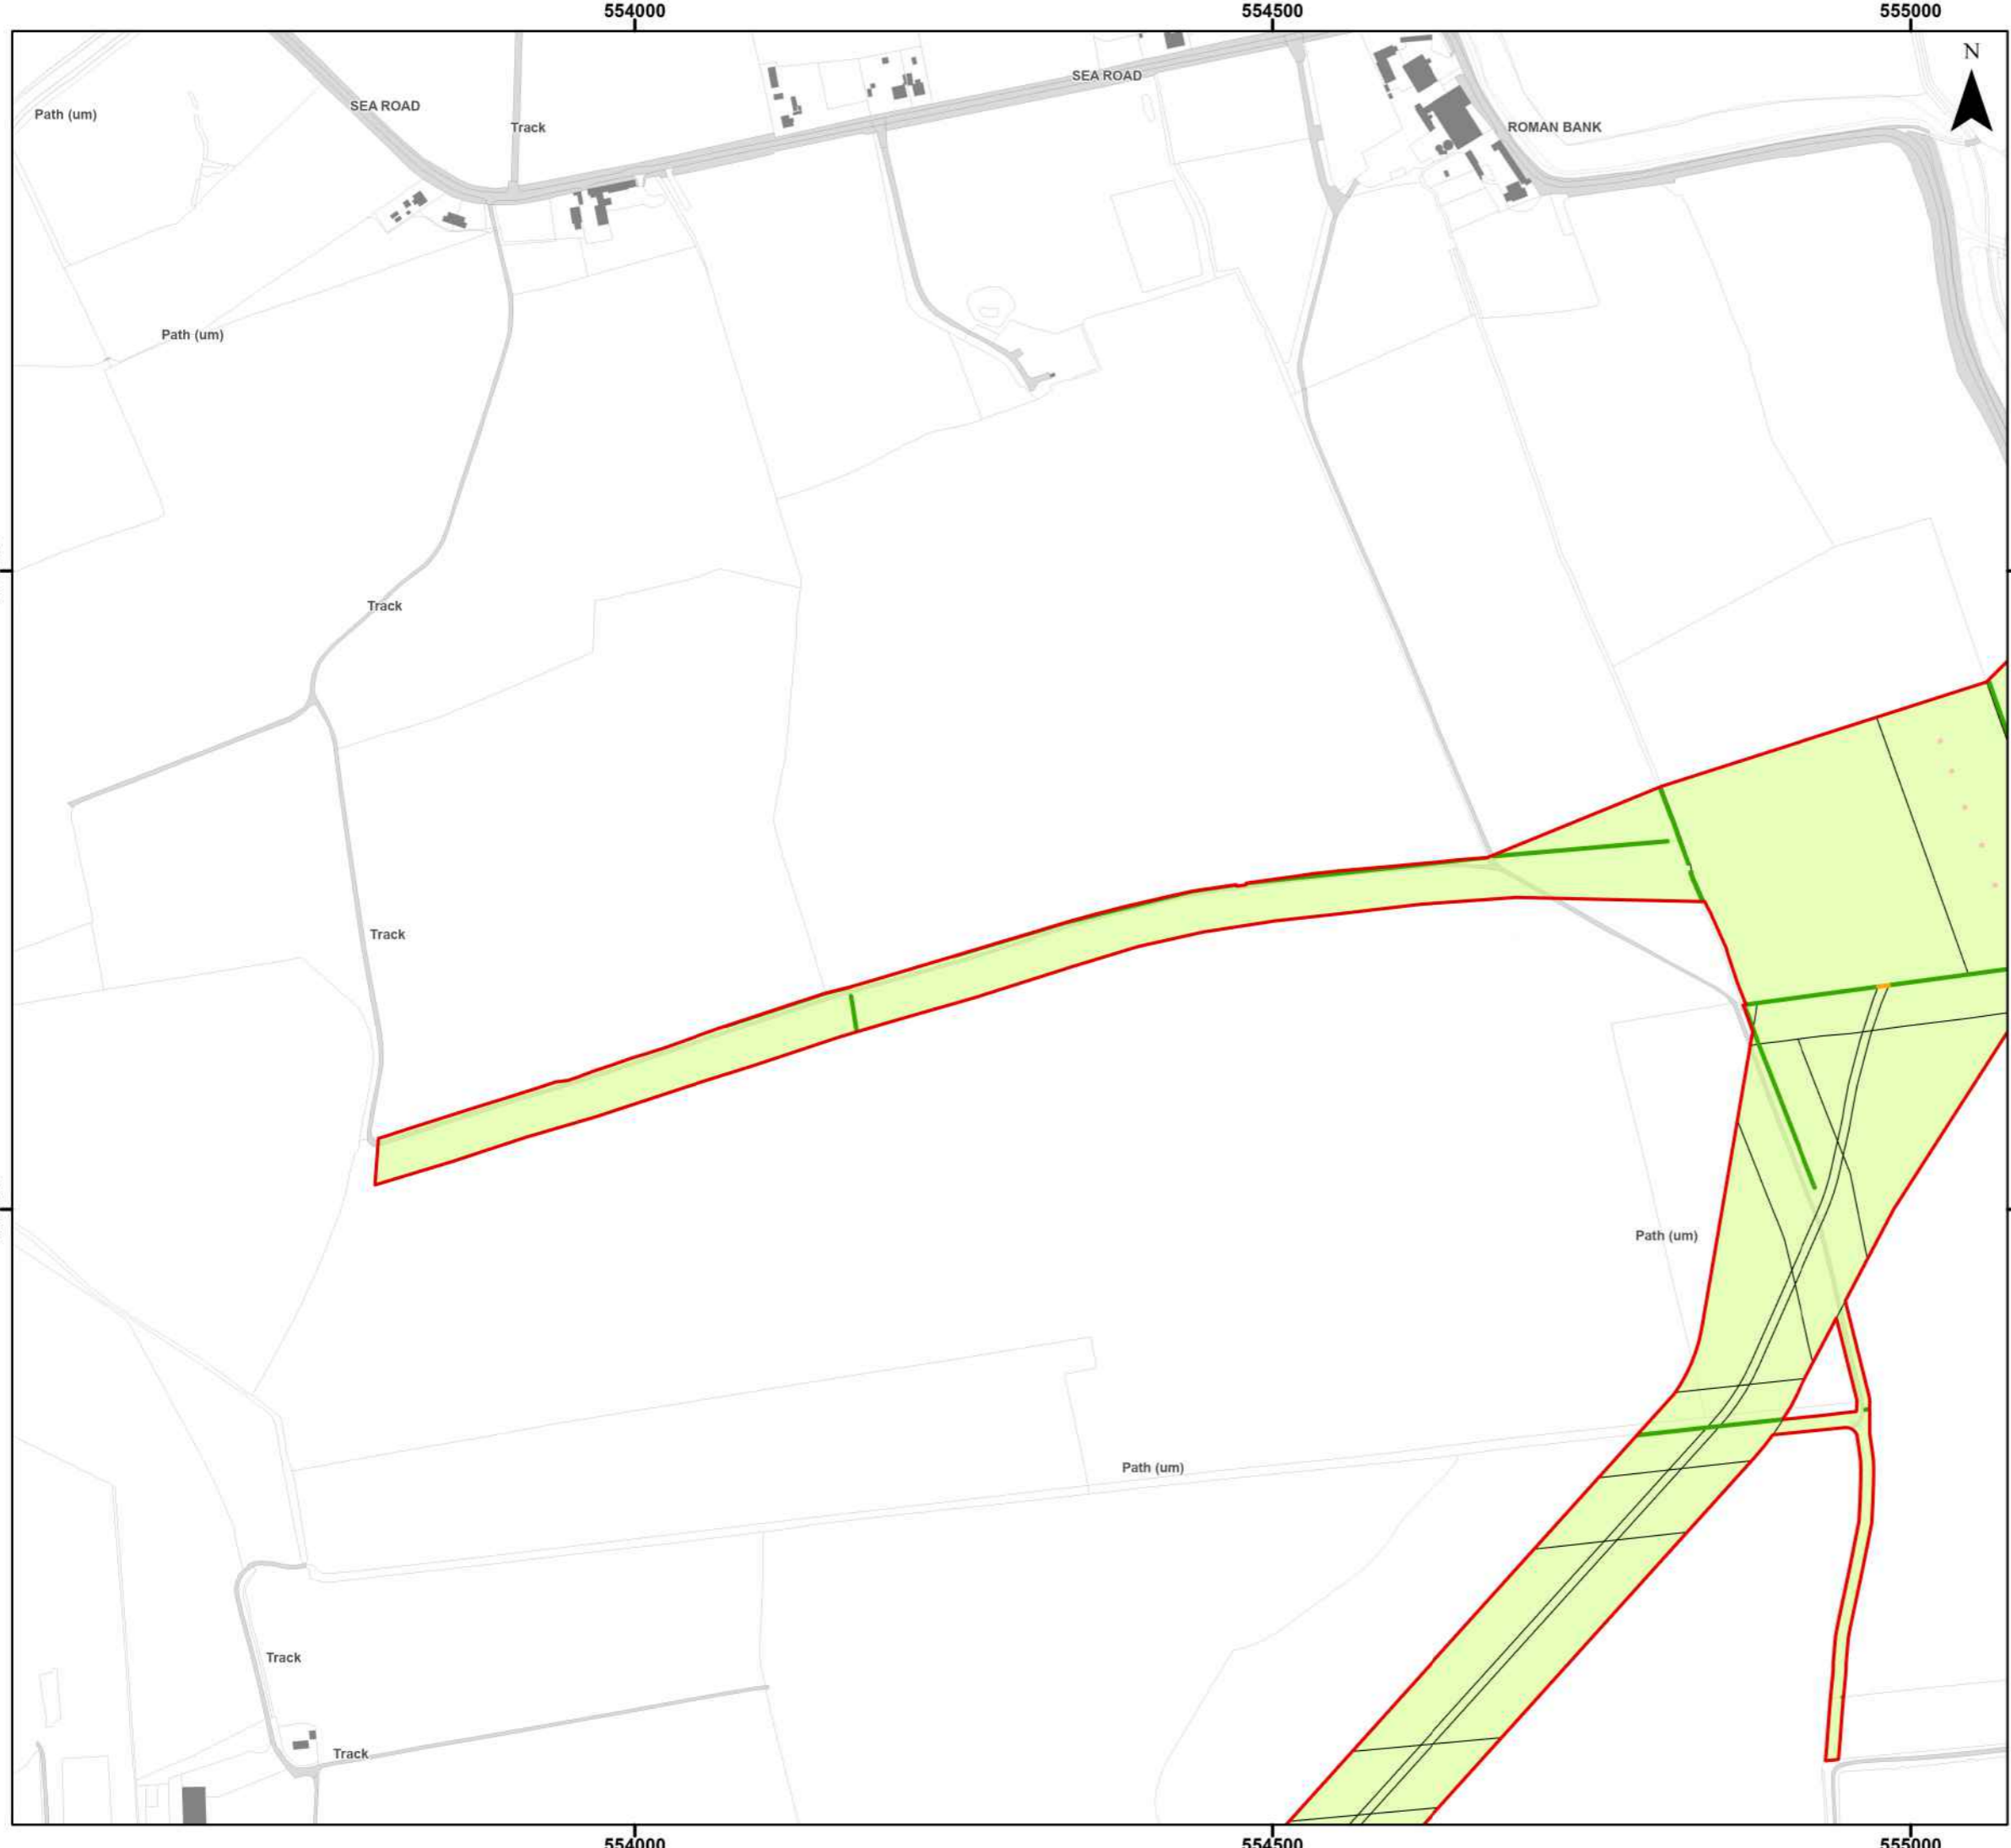 554000
554500
555000
N
SEA ROAD
Path (um)
SEA ROAD
Track
ROMAN BANK
Path (um)
Track
Track
Path (um)
Path (um)
Track
Track
554000
554500
555000